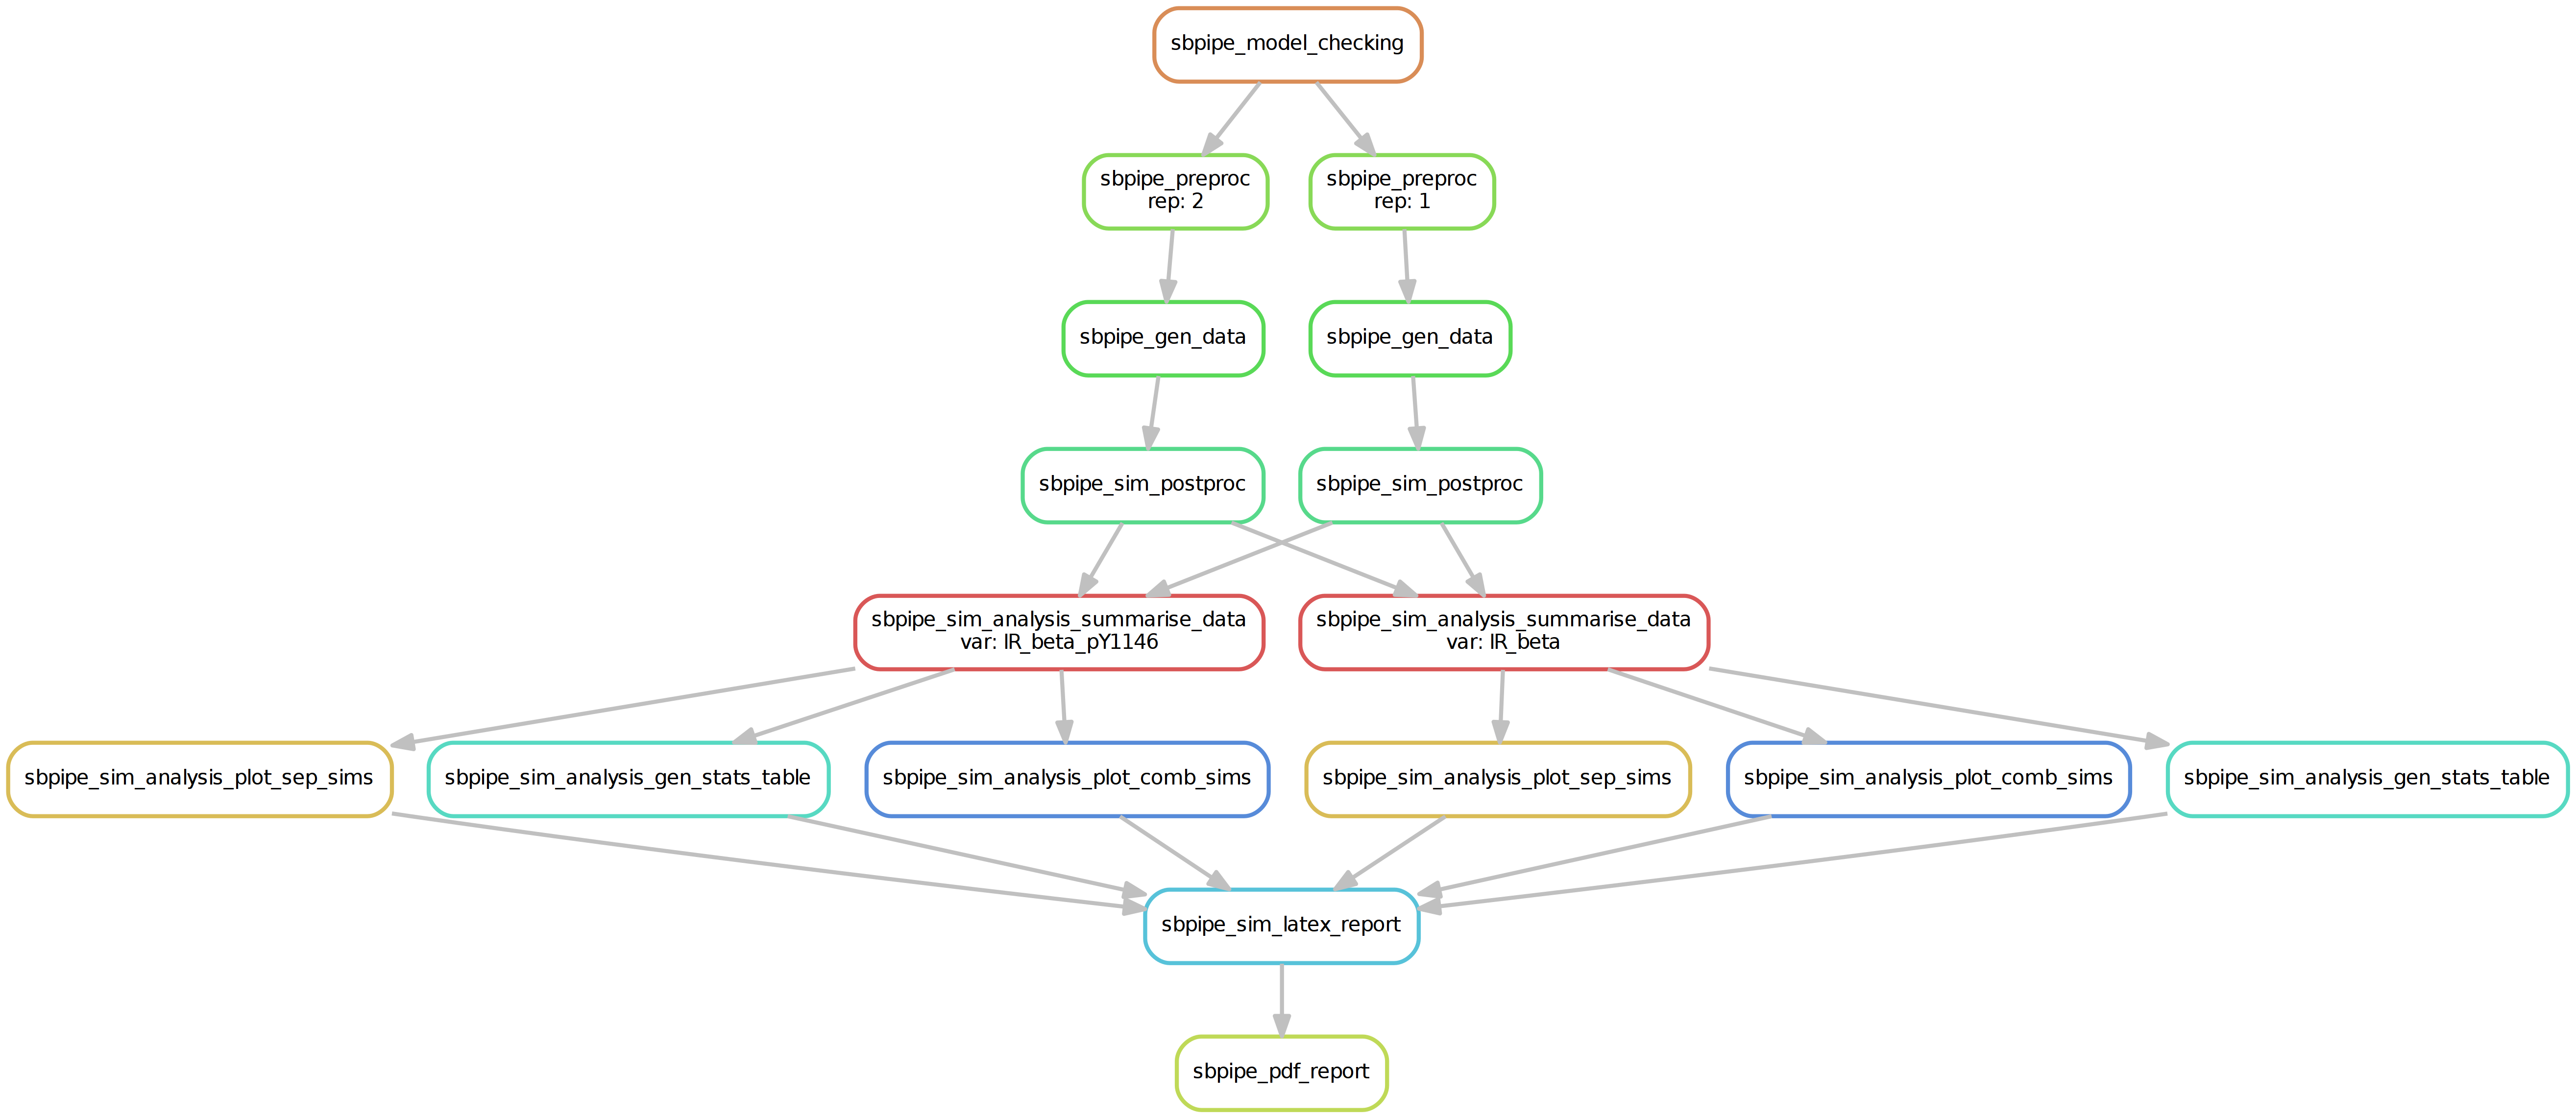 sbpipe_model_checking
sbpipe_preproc
rep: 2
sbpipe_preproc
rep: 1
sbpipe_gen_data
sbpipe_gen_data
sbpipe_sim_postproc
sbpipe_sim_postproc
sbpipe_sim_analysis_summarise_data
var: IR_beta_pY1146
sbpipe_sim_analysis_summarise_data
var: IR_beta
sbpipe_sim_analysis_plot_sep_sims
sbpipe_sim_analysis_gen_stats_table
sbpipe_sim_analysis_plot_comb_sims
sbpipe_sim_analysis_plot_sep_sims
sbpipe_sim_analysis_plot_comb_sims
sbpipe_sim_analysis_gen_stats_table
sbpipe_sim_latex_report
sbpipe_pdf_report